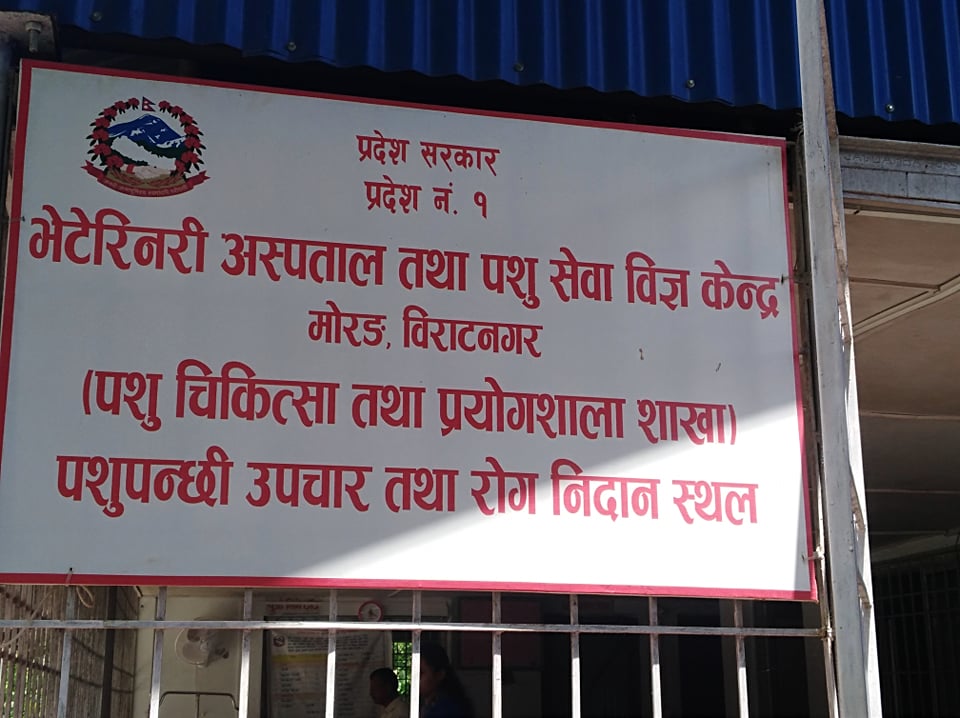 प्रदेश सरकार
प्रदेश नं. १
भेटेरिनरी अस्पताल तथा पशु सेवा विज्ञ केन्द्र
मोरङ, विराटनगर
(पशु चिकित्सा तथा प्रयोगशाला शाखा)
पशुपन्छी उपचार तथा रोग निदान स्थल